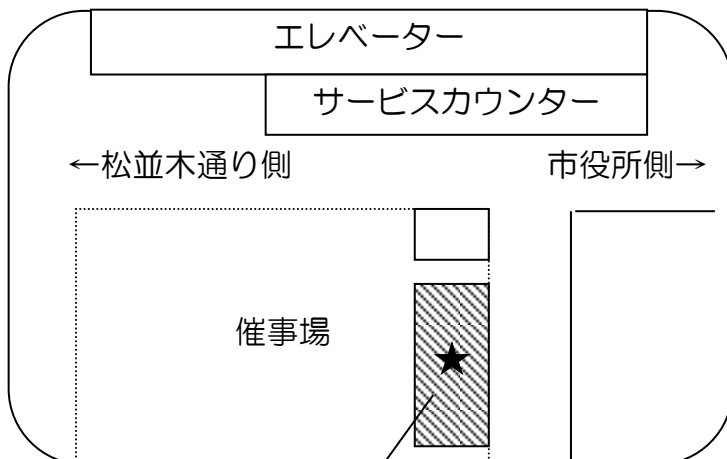 エレベーター
サービスカウンター
←松並木通り側
市役所側→
催事場
★